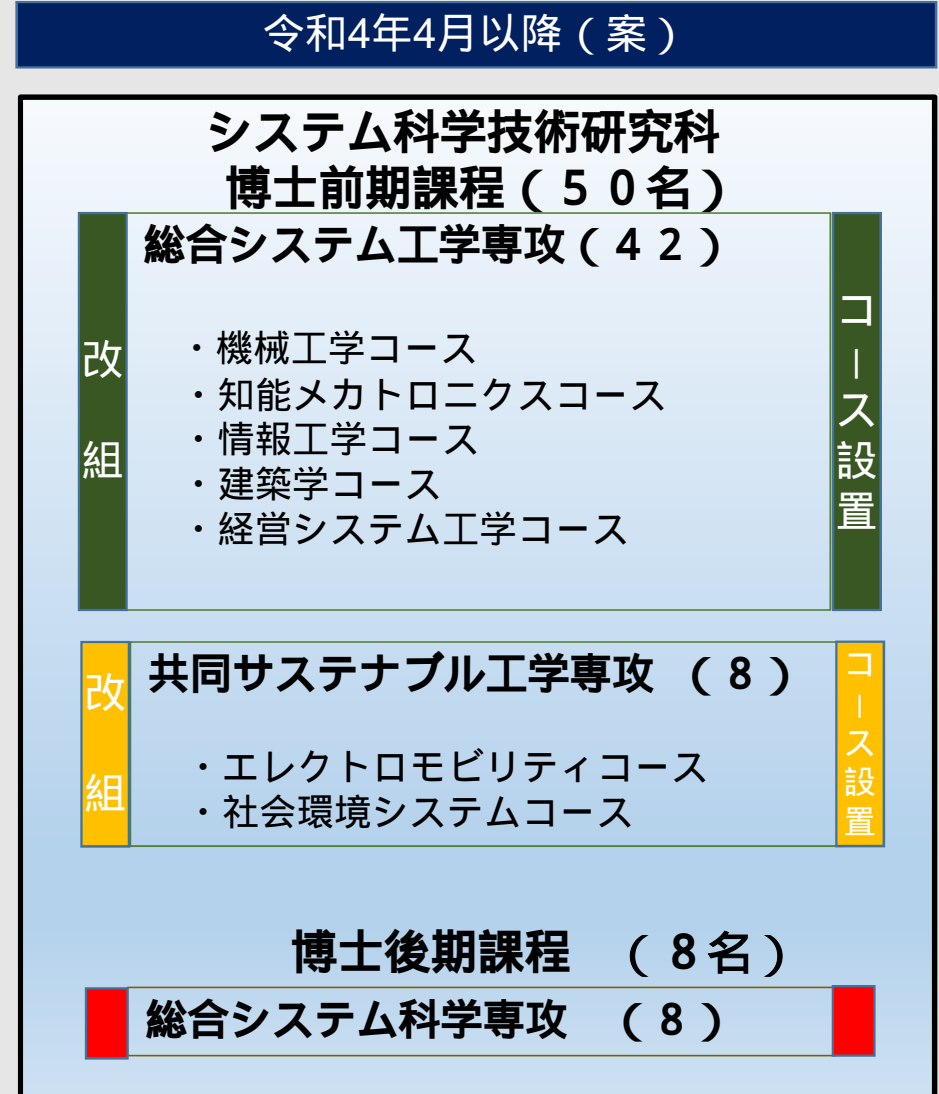 令和4年4月以降（案）
システム科学技術研究科
博士前期課程（５０名）
総合システム工学専攻（４２）
改組
・機械工学コース
・知能メカトロニクスコース
・情報工学コース
・建築学コース
・経営システム工学コース
コース設置
共同サステナブル工学専攻 （８）
改組
・エレクトロモビリティコース
・社会環境システムコース
コース設置
博士後期課程 （８名）
総合システム科学専攻 （８）